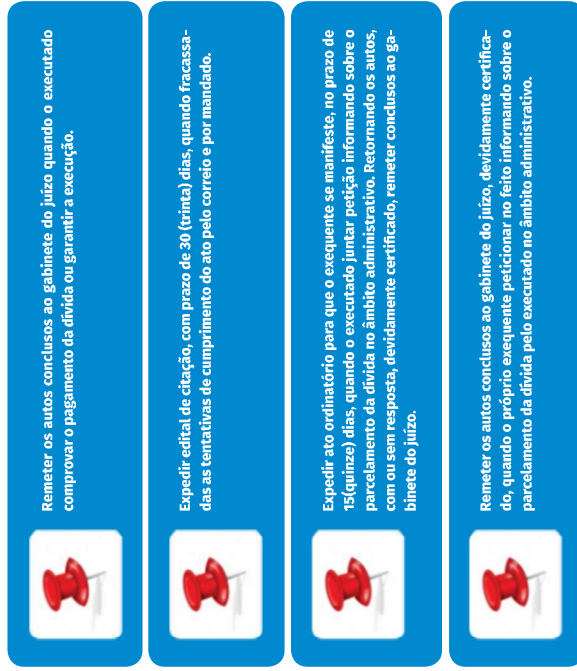 Remeter os autos conclusos ao gabinete do juízo quando o executado
comprovar o pagamento da dívida ou garantir a execução.
Expedir edital de citação, com prazo de 30 (trinta) dias, quando fracassa-
das as tentativas de cumprimento do ato pelo correio e por mandado.
Expedir ato ordinatório para que o exequente se manifeste, no prazo de
15(quinze) dias, quando o executado juntar petição informando sobre o
parcelamento da dívida no âmbito administrativo. Retornando os autos,
com ou sem resposta, devidamente certificado, remeter conclusos ao ga-
binete do juízo.
Remeter os autos conclusos ao gabinete do juízo, devidamente certifica-
do, quando o próprio exequente peticionar no feito informando sobre o
parcelamento da dívida pelo executado no âmbito administrativo.